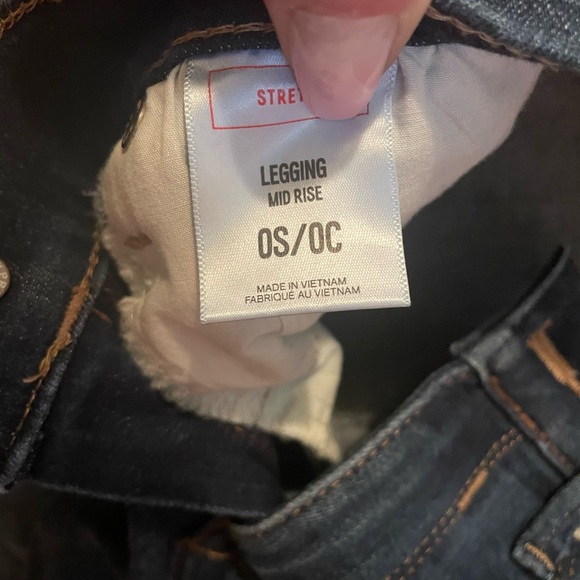 LEGGING
MID RISE
0S/0C
MADE IN VIETNAM
FABRIQUÉ AU VIETNAM